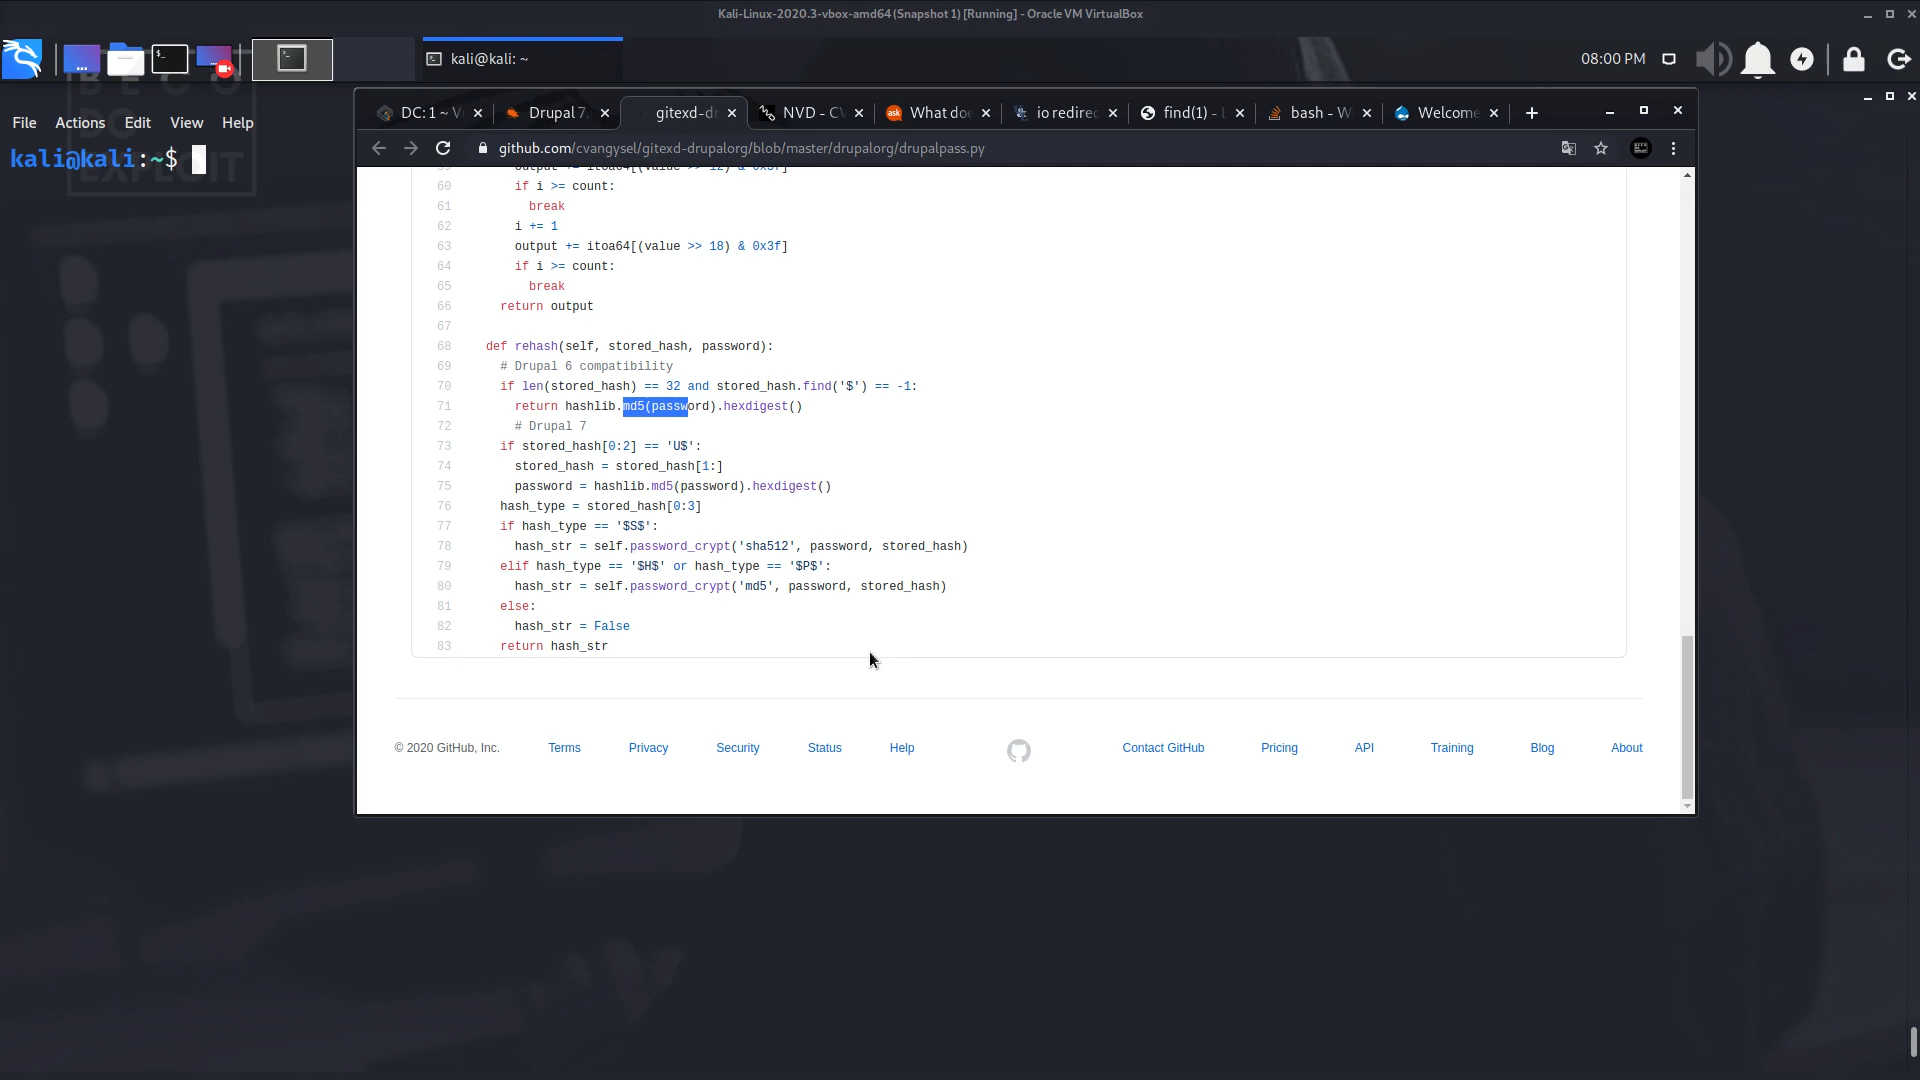 Kali-Linux-2020.3-vbox-amd64 (Snapshot 1) [Running] - Oracle VM VirtualBox
kali@kali: ~
08:00 PM
DC: 1 ~ V
Drupal 7.
gitexd-dr
NVD - CV
What doe
io redirec
find(1) - L
bash - W
Welcome
File Actions Edit View Help
github.com/cvangysel/gitexd-drupalorg/blob/master/drupalorg/drupalpass.py
kali@kali:~$
60 if i >= count:
61 break
62 i += 1
63 output += itoa64[(value >> 18) & 0x3f]
64 if i >= count:
65 break
66 return output
67
68 def rehash(self, stored_hash, password):
69 # Drupal 6 compatibility
70 if len(stored_hash) == 32 and stored_hash.find('$') == -1:
71 return hashlib.md5(password).hexdigest()
72 # Drupal 7
73 if stored_hash[0:2] == 'U$':
74 stored_hash = stored_hash[1:]
75 password = hashlib.md5(password).hexdigest()
76 hash_type = stored_hash[0:3]
77 if hash_type == '$S$':
78 hash_str = self.password_crypt('sha512', password, stored_hash)
79 elif hash_type == '$H$' or hash_type == '$P$':
80 hash_str = self.password_crypt('md5', password, stored_hash)
81 else:
82 hash_str = False
83 return hash_str
© 2020 GitHub, Inc. Terms Privacy Security Status Help Contact GitHub Pricing API Training Blog About